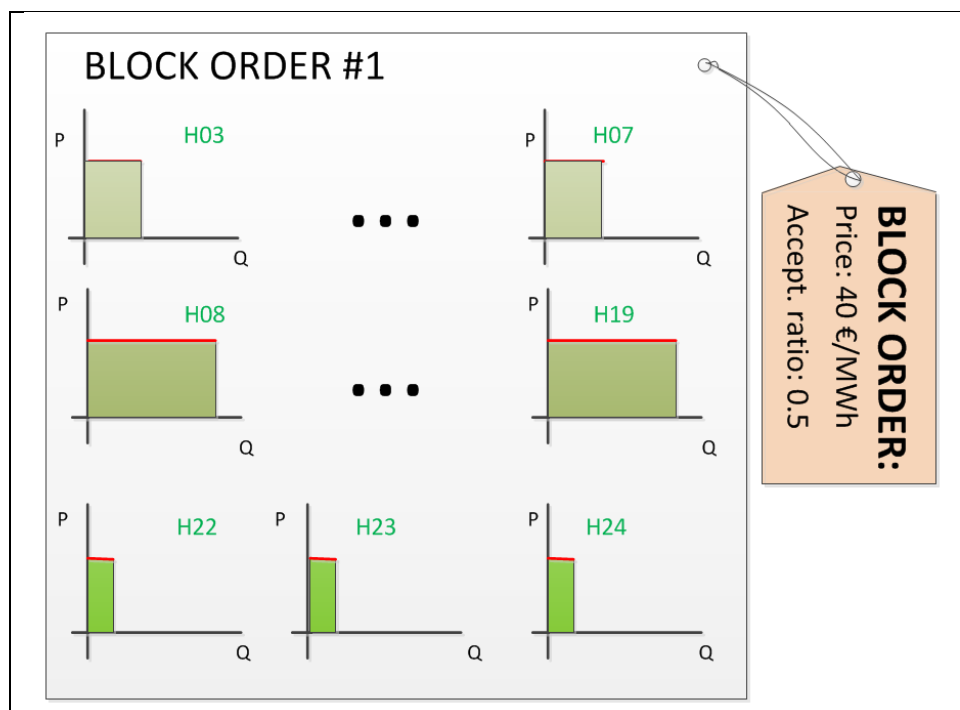 BLOCK ORDER #1
P
H03
Q
P
H07
Q
P
H08
Q
P
H19
Q
P
H22
Q
P
H23
Q
P
H24
Q
BLOCK ORDER:
Price: 40 €/MWh
Accept. ratio: 0.5